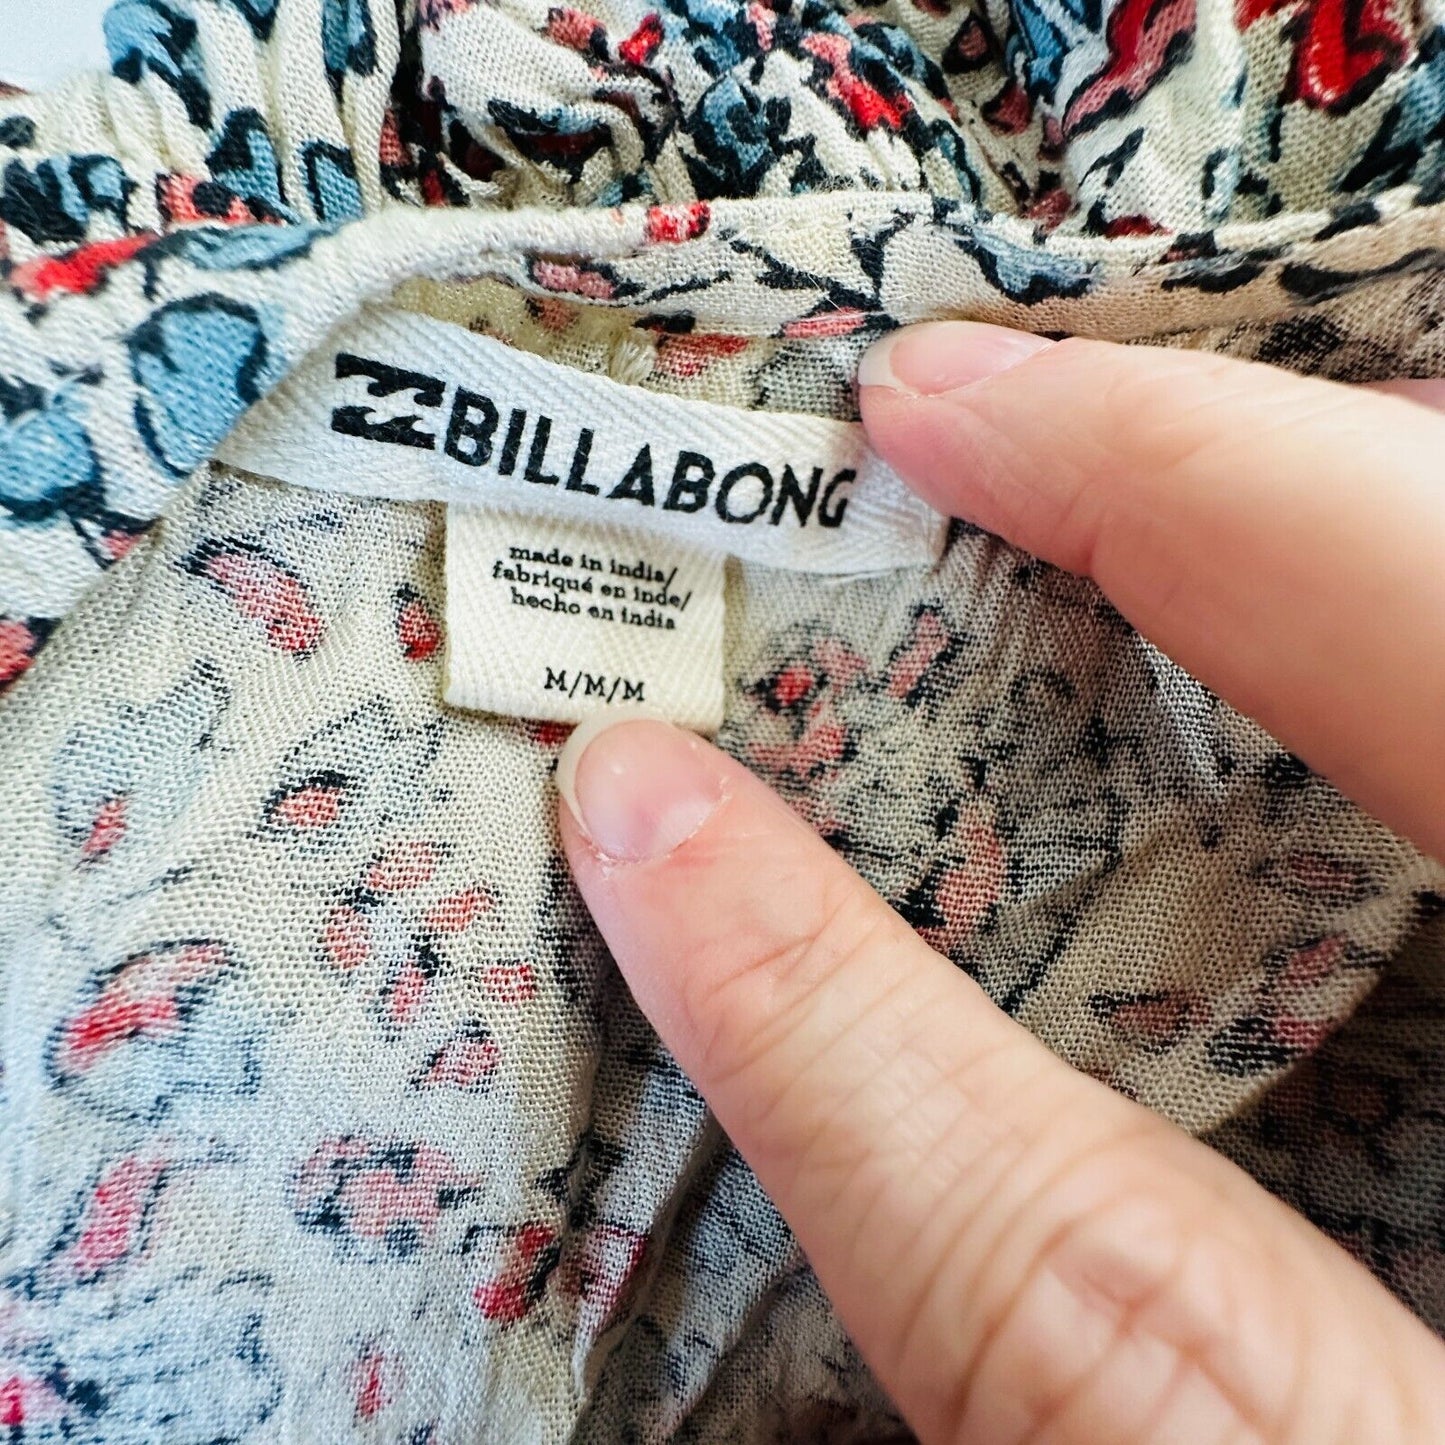 BILLABONG
made in india/
fabriqué en inde/
hecho en india
M/M/M